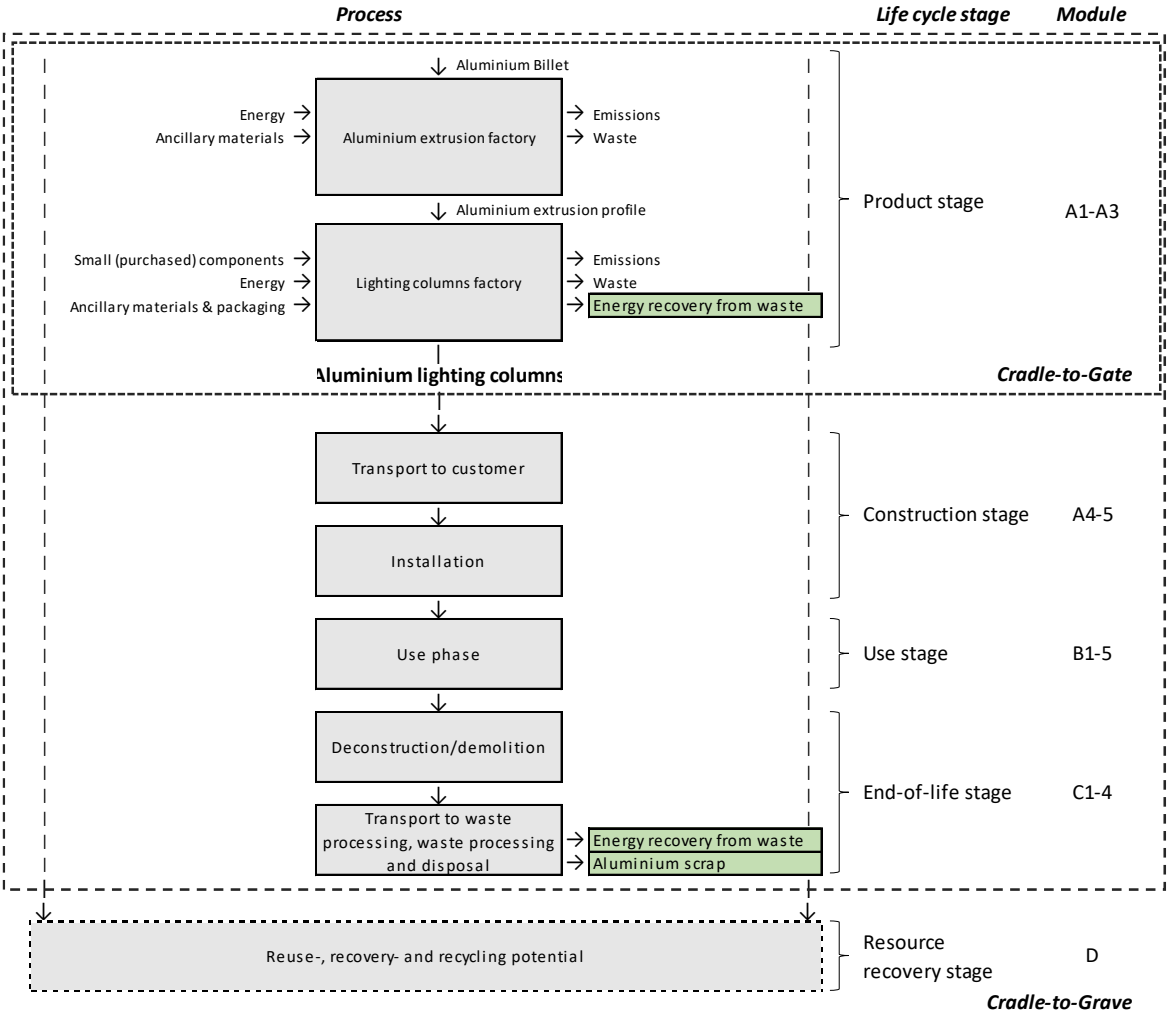 Process
Life cycle stage
Module
Aluminium Billet
Energy
Ancillary materials
Aluminium extrusion factory
Emissions
Waste
Product stage
A1-A3
Aluminium extrusion profile
Small (purchased) components
Energy
Ancillary materials & packaging
Lighting columns factory
Emissions
Waste
Energy recovery from waste
Aluminium lighting columns
Cradle-to-Gate
Transport to customer
Installation
Construction stage
A4-5
Use phase
Use stage
B1-5
Deconstruction/demolition
Transport to waste
processing, waste processing
and disposal
Energy recovery from waste
Aluminium scrap
End-of-life stage
C1-4
Reuse-, recovery- and recycling potential
Resource
recovery stage
D
Cradle-to-Grave